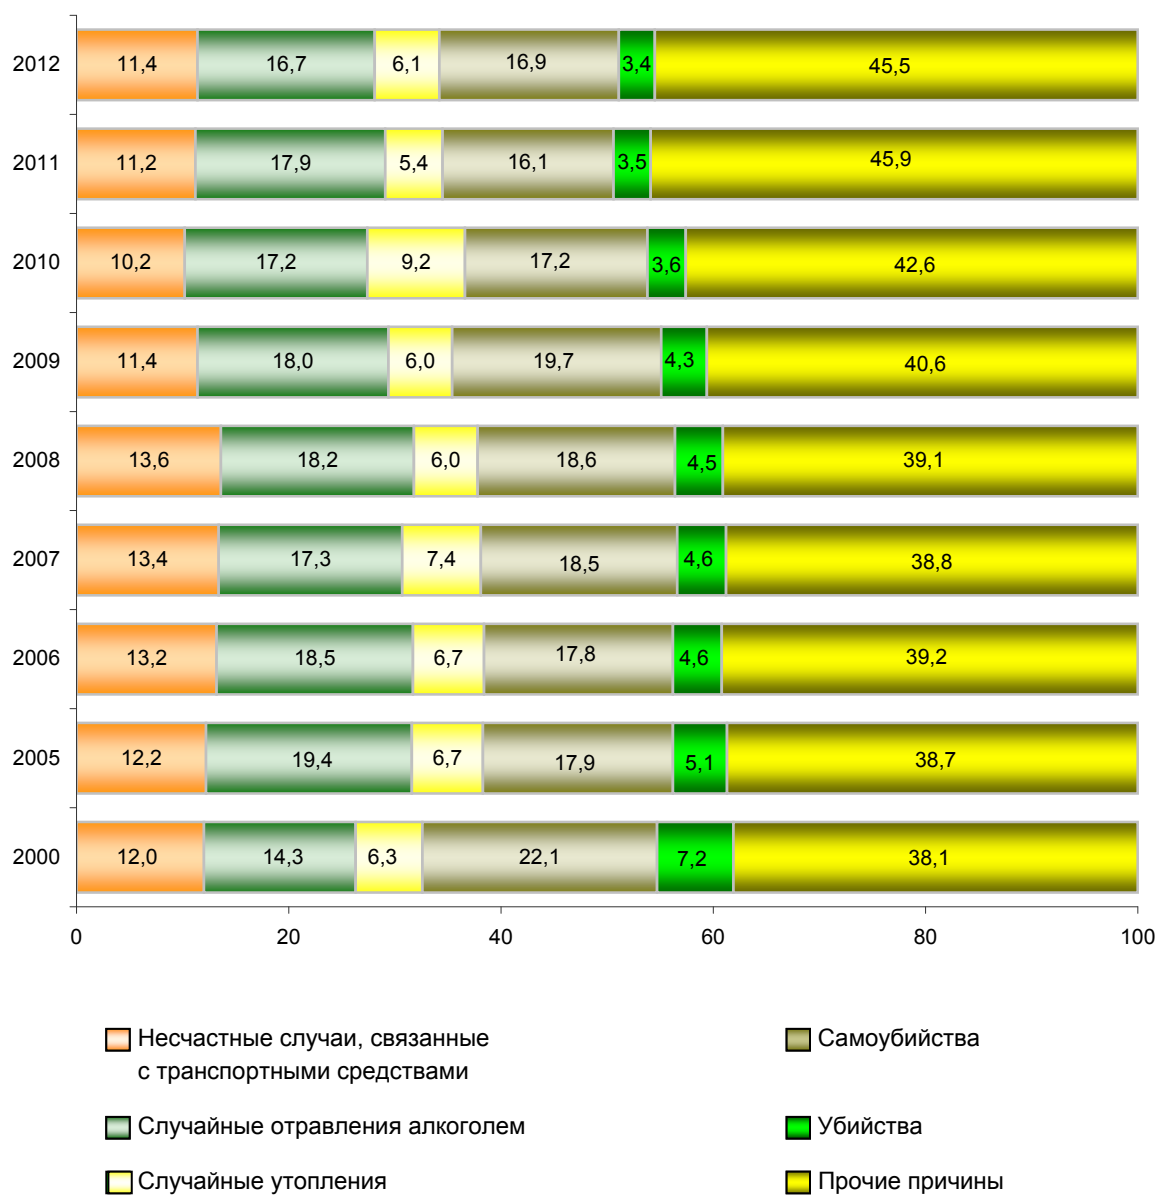 2012 11,4 16,7 6,1 16,9 3,4 45,5
2011 11,2 17,9 5,4 16,1 3,5 45,9
2010 10,2 17,2 9,2 17,2 3,6 42,6
2009 11,4 18,0 6,0 19,7 4,3 40,6
2008 13,6 18,2 6,0 18,6 4,5 39,1
2007 13,4 17,3 7,4 18,5 4,6 38,8
2006 13,2 18,5 6,7 17,8 4,6 39,2
2005 12,2 19,4 6,7 17,9 5,1 38,7
2000 12,0 14,3 6,3 22,1 7,2 38,1
0 20 40 60 80 100
Несчастные случаи, связанные
с транспортными средствами
Случайные отравления алкоголем
Случайные утопления
Самоубийства
Убийства
Прочие причины